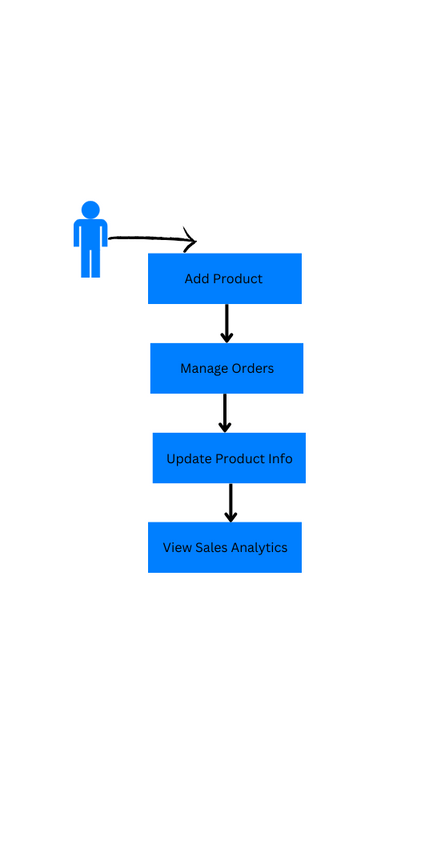 Add Product
Manage Orders
Update Product Info
View Sales Analytics